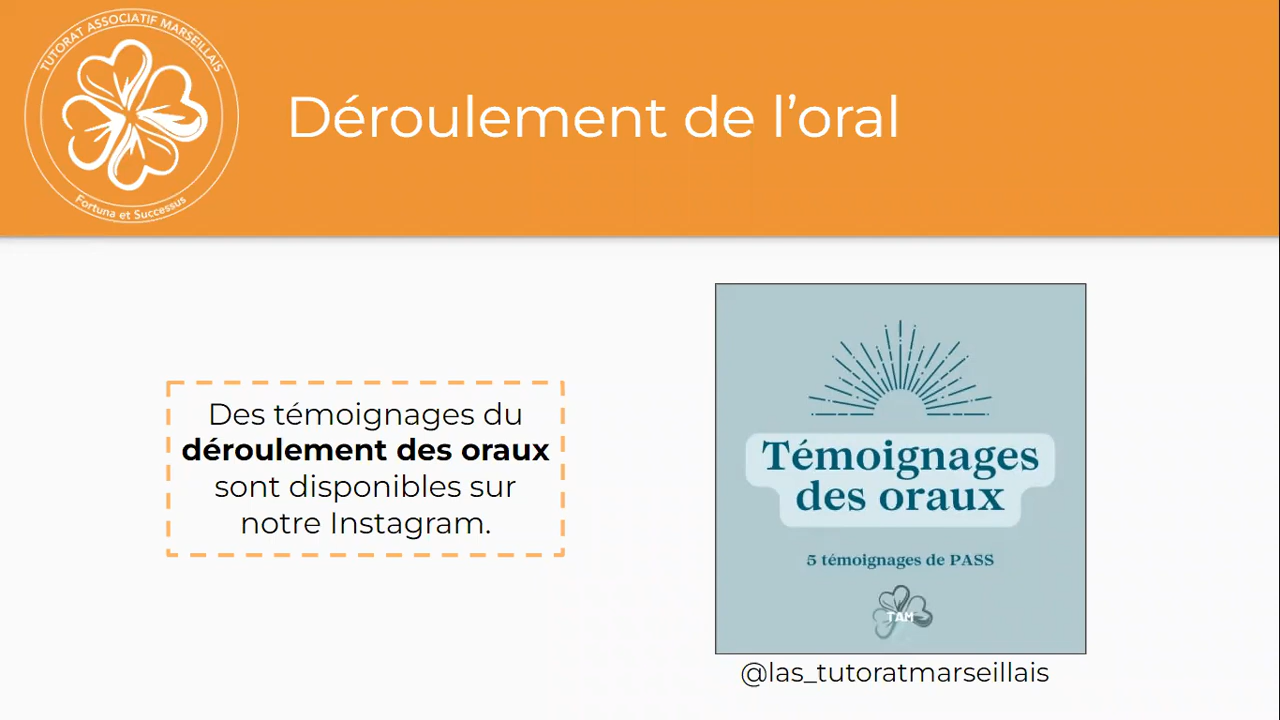 TUTORAT ASSOCIATIF MARSEILLAIS
Fortuna et Successus
Déroulement de l’oral
Des témoignages du
déroulement des oraux
sont disponibles sur
notre Instagram.
Témoignages
des oraux
5 témoignages de PASS
TAM
@las_tutoratmarseillais